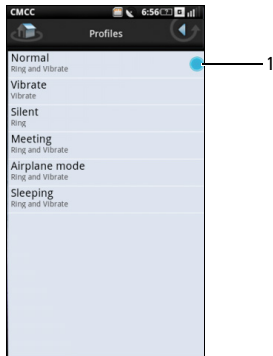 CMCC 6:56
Profiles
Normal
Ring and Vibrate
1
Vibrate
Vibrate
Silent
Ring
Meeting
Ring and Vibrate
Airplane mode
Ring and Vibrate
Sleeping
Ring and Vibrate